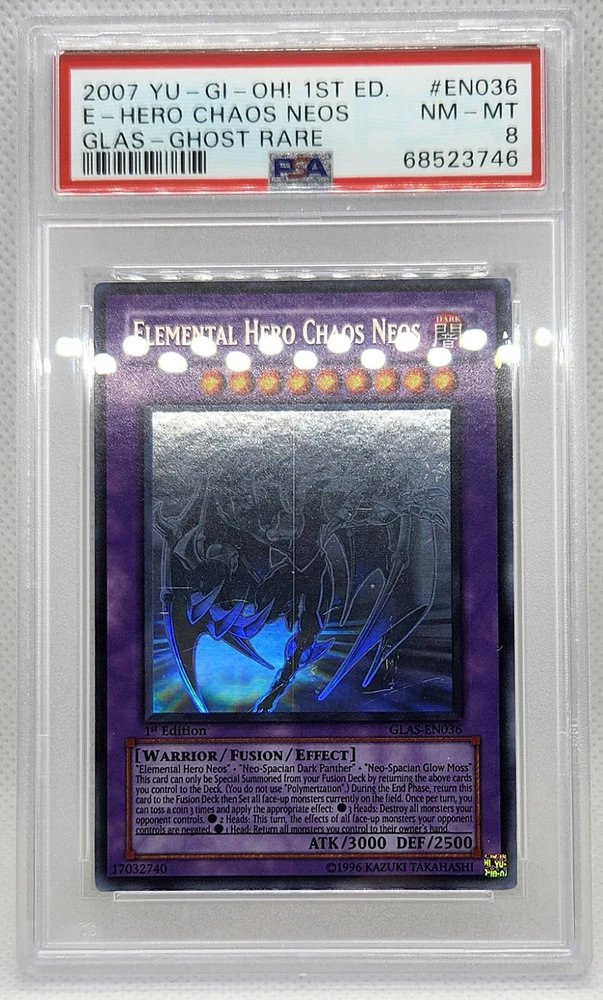 2007 YU-GI-OH! 1ST ED. #EN036
E-HERO CHAOS NEOS NM-MT
GLAS-GHOST RARE 8
PSA 68523746
ELEMENTAL HERO CHAOS NEOS DARK 闇
1st Edition GLAS-EN036
[WARRIOR/FUSION/EFFECT]
"Elemental Hero Neos" + "Neo-Spacian Dark Panther" + "Neo-Spacian Glow Moss"
This card can only be Special Summoned from your Fusion Deck by returning the above cards
you control to the Deck. (You do not use "Polymerization".) During the End Phase, return this
card to the Fusion Deck then Set all face-up monsters currently on the field. Once per turn, you
can toss a coin 3 times and apply the appropriate effect: ●3 Heads: Destroy all monsters your
opponent controls. ●2 Heads: This turn, the effects of all face-up monsters your opponent
controls are negated. ●1 Head: Return all monsters you control to their owner's hand.
ATK/3000 DEF/2500
17032740 ©1996 KAZUKI TAKAHASHI